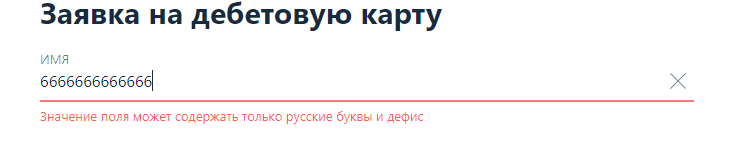 Заявка на дебетовую карту
ИМЯ
6666666666666
Значение поля может содержать только русские буквы и дефис